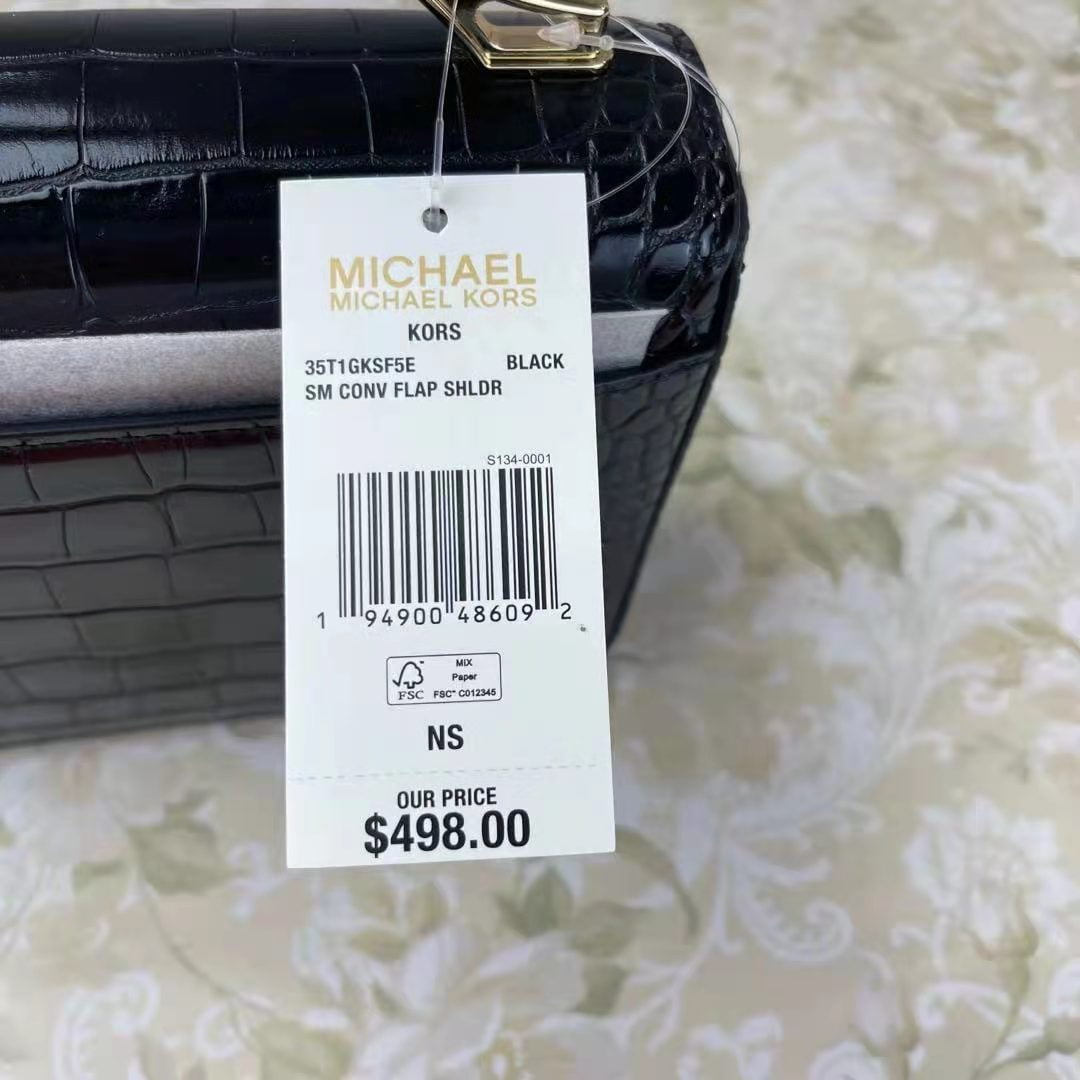 MICHAEL
MICHAEL KORS
KORS
35T1GKSF5E BLACK
SM CONV FLAP SHLDR
S134-0001
1 94900 48609 2
MIX
Paper
FSC FSC™ C012345
NS
OUR PRICE
$498.00